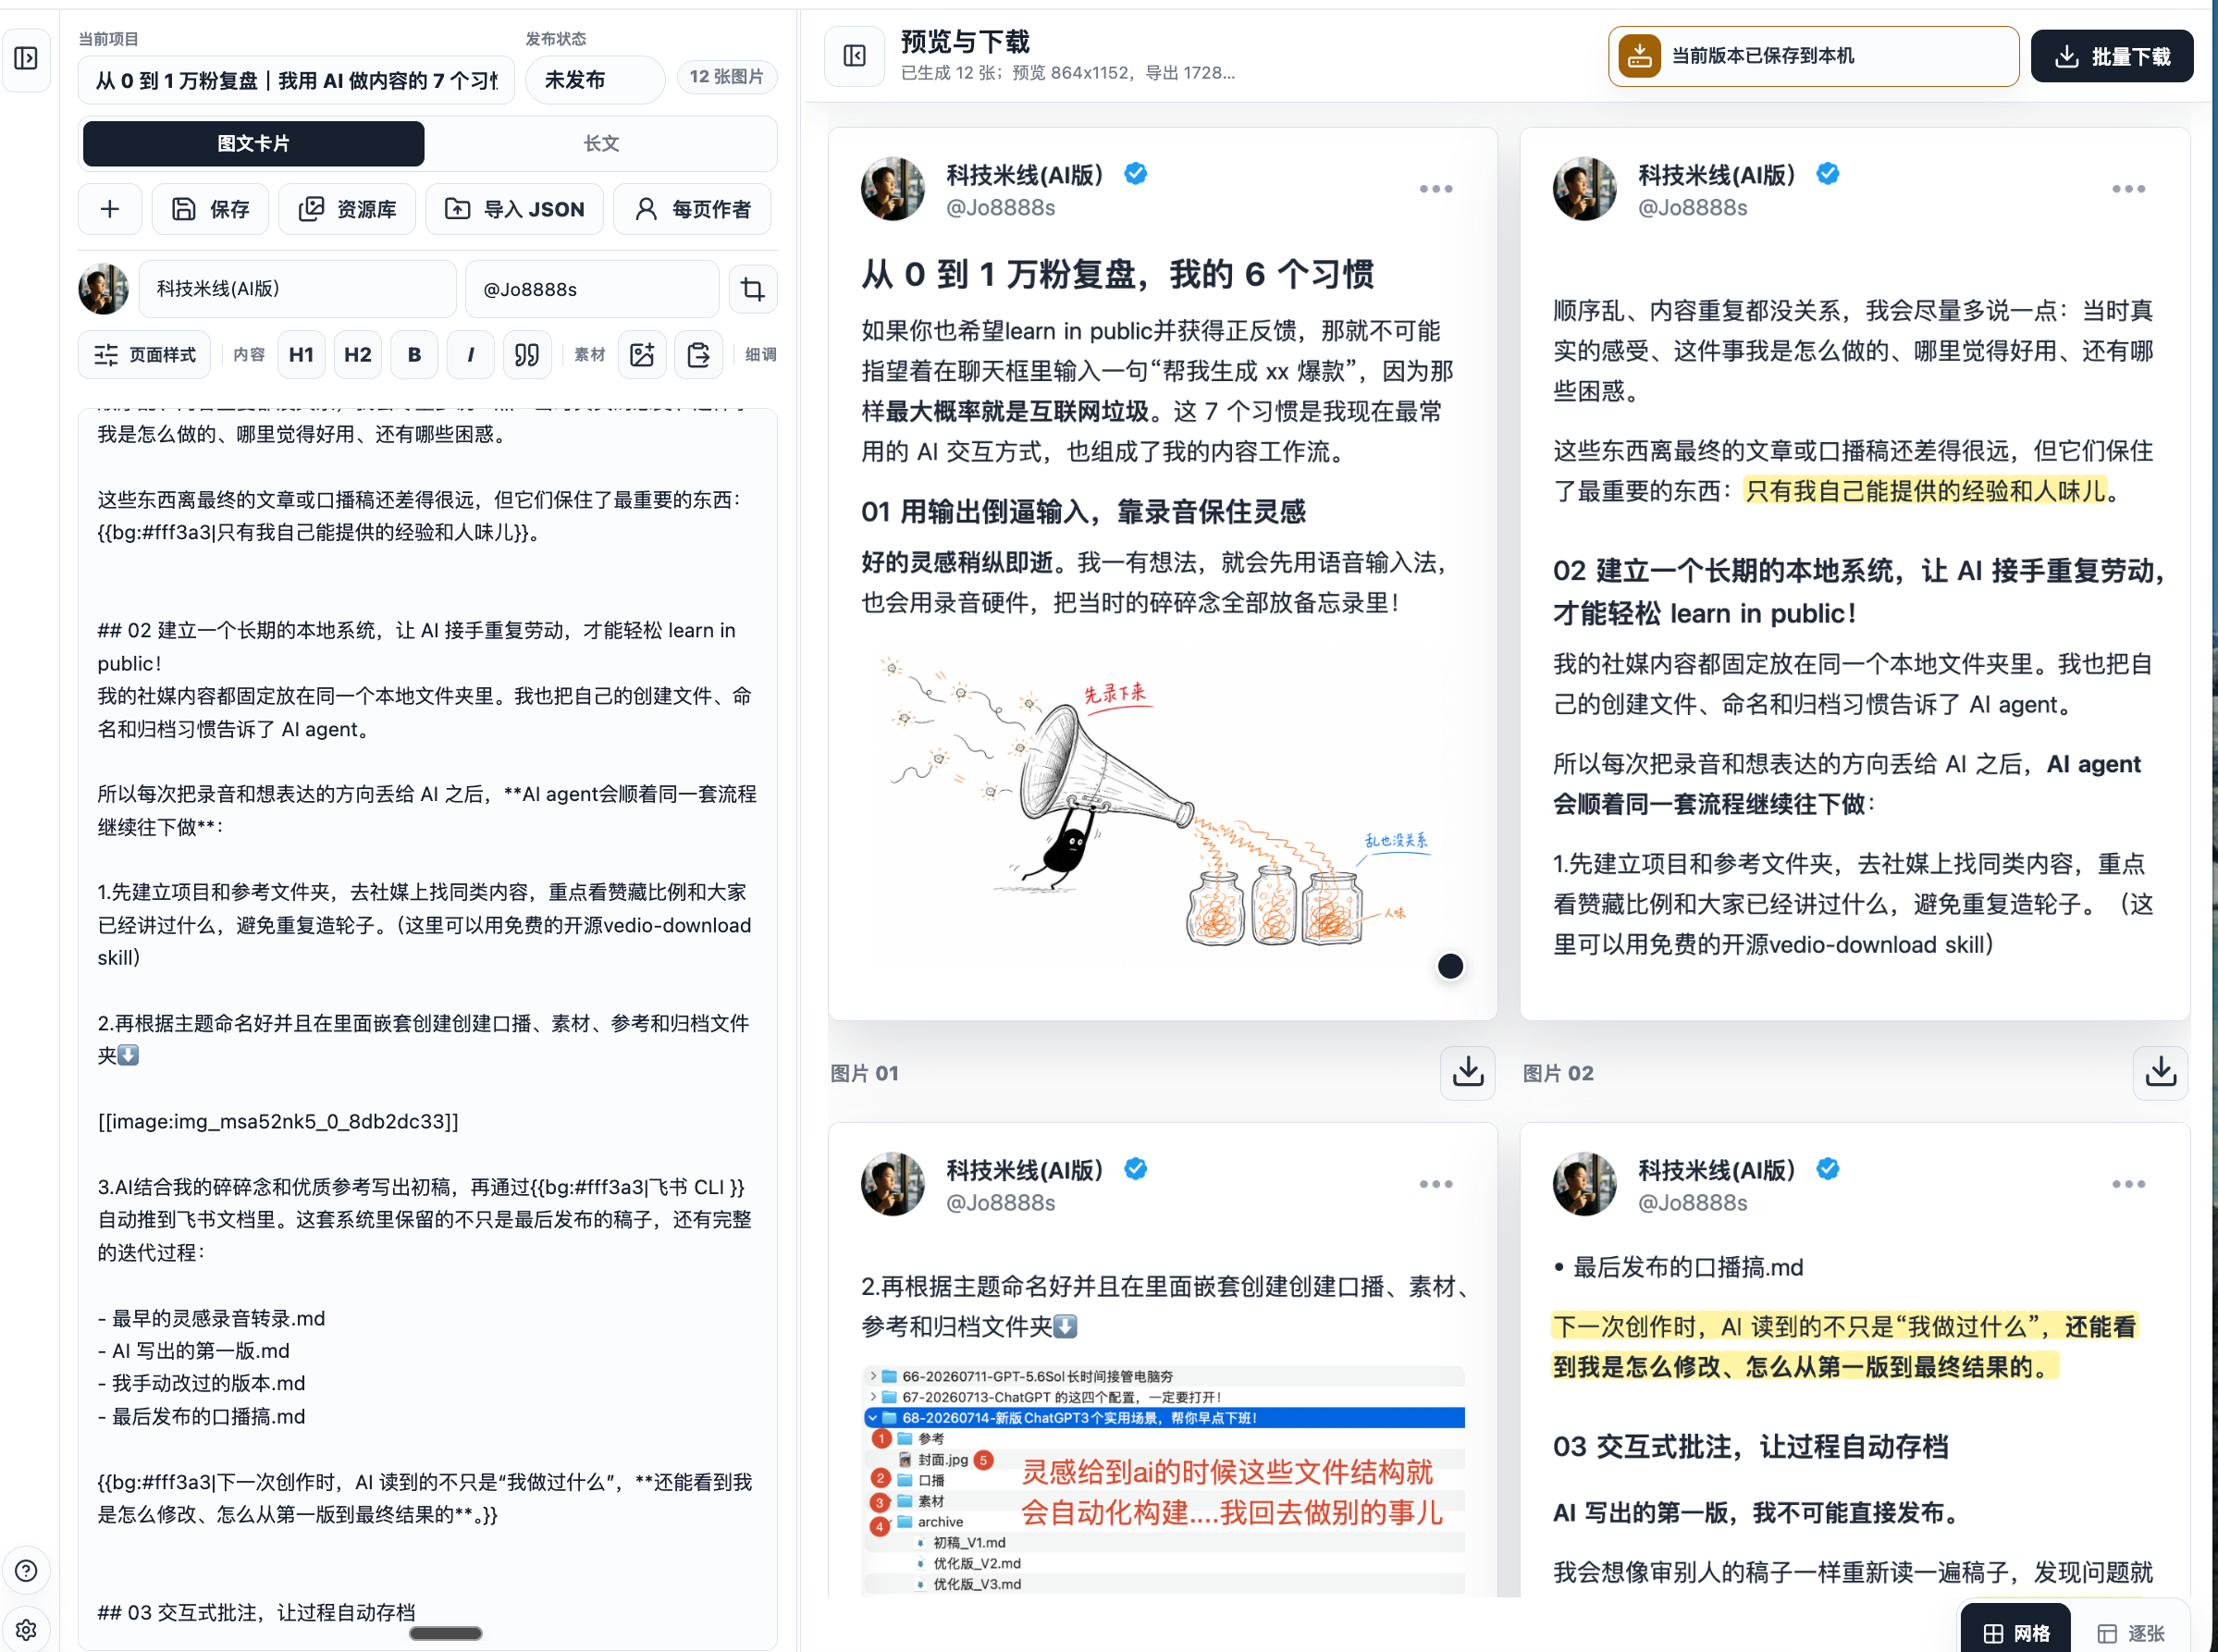 当前项目
发布状态
从 0 到 1 万粉复盘｜我用 AI 做内容的 7 个习
未发布
12 张图片
图文卡片
长文
保存
资源库
导入 JSON
每页作者
科技米线(AI版)
@Jo8888s
页面样式
内容
H1
H2
B
I
素材
细调
我是怎么做的、哪里觉得好用、还有哪些困惑。
这些东西离最终的文章或口播稿还差得很远，但它们保住了最重要的东西：
{{bg:#fff3a3|只有我自己能提供的经验和人味儿}}。
## 02 建立一个长期的本地系统，让 AI 接手重复劳动，才能轻松 learn in
public！
我的社媒内容都固定放在同一个本地文件夹里。我也把自己的创建文件、命
名和归档习惯告诉了 AI agent。
所以每次把录音和想表达的方向丢给 AI 之后，**AI agent会顺着同一套流程
继续往下做**：
1.先建立项目和参考文件夹，去社媒上找同类内容，重点看赞藏比例和大家
已经讲过什么，避免重复造轮子。（这里可以用免费的开源vedio-download
skill）
2.再根据主题命名好并且在里面嵌套创建创建口播、素材、参考和归档文件
夹⬇️
[[image:img_msa52nk5_0_8db2dc33]]
3.AI结合我的碎碎念和优质参考写出初稿，再通过{{bg:#fff3a3|飞书 CLI }}
自动推到飞书文档里。这套系统里保留的不只是最后发布的稿子，还有完整
的迭代过程：
- 最早的灵感录音转录.md
- AI 写出的第一版.md
- 我手动改过的版本.md
- 最后发布的口播搞.md
{{bg:#fff3a3|下一次创作时，AI 读到的不只是“我做过什么”，**还能看到我
是怎么修改、怎么从第一版到最终结果的**。}}
## 03 交互式批注，让过程自动存档
预览与下载
已生成 12 张；预览 864x1152，导出 1728...
当前版本已保存到本机
批量下载
科技米线(AI版)
@Jo8888s
从 0 到 1 万粉复盘，我的 6 个习惯
如果你也希望learn in public并获得正反馈，那就不可能
指望着在聊天框里输入一句“帮我生成 xx 爆款”，因为那
样最大概率就是互联网垃圾。这 7 个习惯是我现在最常
用的 AI 交互方式，也组成了我的内容工作流。
01 用输出倒逼输入，靠录音保住灵感
好的灵感稍纵即逝。我一有想法，就会先用语音输入法，
也会用录音硬件，把当时的碎碎念全部放备忘录里！
先录下来
乱也没关系
人味
图片 01
科技米线(AI版)
@Jo8888s
顺序乱、内容重复都没关系，我会尽量多说一点：当时真
实的感受、这件事我是怎么做的、哪里觉得好用、还有哪
些困惑。
这些东西离最终的文章或口播稿还差得很远，但它们保住
了最重要的东西：只有我自己能提供的经验和人味儿。
02 建立一个长期的本地系统，让 AI 接手重复劳动，
才能轻松 learn in public！
我的社媒内容都固定放在同一个本地文件夹里。我也把自
己的创建文件、命名和归档习惯告诉了 AI agent。
所以每次把录音和想表达的方向丢给 AI 之后，AI agent
会顺着同一套流程继续往下做：
1.先建立项目和参考文件夹，去社媒上找同类内容，重点
看赞藏比例和大家已经讲过什么，避免重复造轮子。（这
里可以用免费的开源vedio-download skill）
图片 02
科技米线(AI版)
@Jo8888s
2.再根据主题命名好并且在里面嵌套创建创建口播、素材、
参考和归档文件夹⬇️
66-20260711-GPT-5.6Sol长时间接管电脑夯
67-20260713-ChatGPT 的这四个配置，一定要打开！
68-20260714-新版ChatGPT3个实用场景，帮你早点下班！
1 参考
封面.jpg 5
2 口播
3 素材
4 archive
灵感给到ai的时候这些文件结构就
会自动化构建....我回去做别的事儿
初稿_V1.md
优化版_V2.md
优化版_V3.md
科技米线(AI版)
@Jo8888s
• 最后发布的口播搞.md
下一次创作时，AI 读到的不只是“我做过什么”，还能看
到我是怎么修改、怎么从第一版到最终结果的。
03 交互式批注，让过程自动存档
AI 写出的第一版，我不可能直接发布。
我会想像审别人的稿子一样重新读一遍稿子，发现问题就
网格
逐张